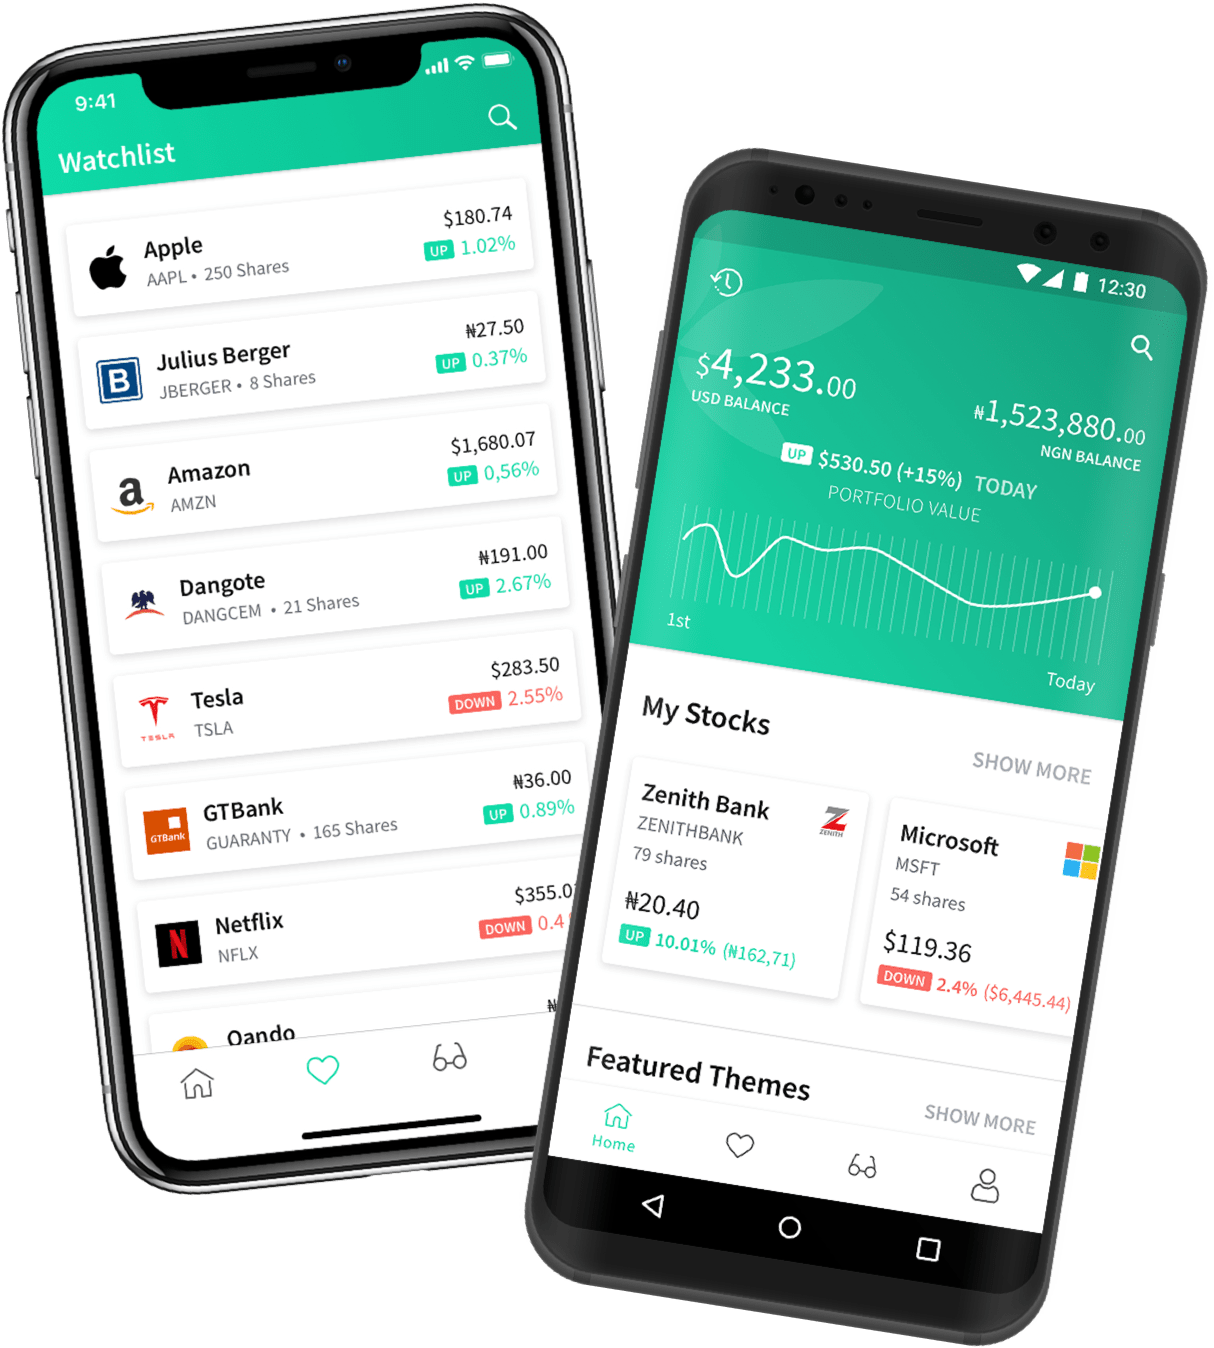 9:41
Watchlist
Apple
AAPL • 250 Shares
$180.74
UP 1.02%
B
Julius Berger
JBERGER • 8 Shares
₦27.50
UP 0.37%
a
Amazon
AMZN
$1,680.07
UP 0,56%
Dangote
DANGCEM • 21 Shares
₦191.00
UP 2.67%
TESLA
Tesla
TSLA
$283.50
DOWN 2.55%
GTBank
GTBank
GUARANTY • 165 Shares
₦36.00
UP 0.89%
N
Netflix
NFLX
$355.0
DOWN 0.4
Oando
₦
12:30
$4,233.00
USD BALANCE
₦1,523,880.00
NGN BALANCE
UP $530.50 (+15%) TODAY
PORTFOLIO VALUE
1st
Today
My Stocks
SHOW MORE
Zenith Bank
ZENITHBANK
79 shares
ZENITH
₦20.40
UP 10.01% (₦162,71)
Microsoft
MSFT
54 shares
$119.36
DOWN 2.4% ($6,445.44)
Featured Themes
SHOW MORE
Home